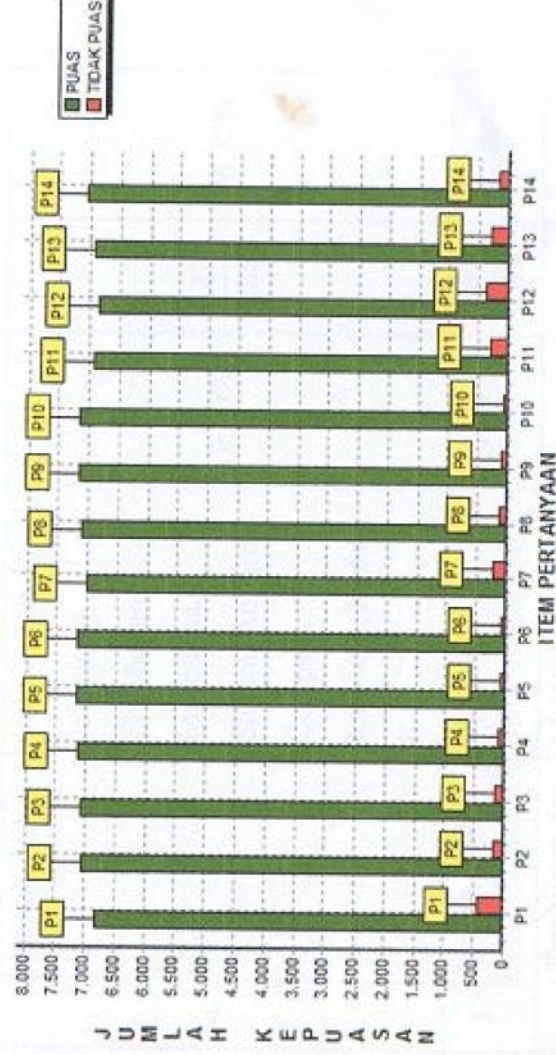 PUAS
TIDAK PUAS
JUMLAH KEPUASAN
8.000
7.500
7.000
6.500
6.000
5.500
5.000
4.500
4.000
3.500
3.000
2.500
2.000
1.500
1.000
500
0
P1 P2 P3 P4 P5 P6 P7 P8 P9 P10 P11 P12 P13 P14
P1 P2 P3 P4 P5 P6 P7 P8 P9 P10 P11 P12 P13 P14
P1 P2 P3 P4 P5 P6 P7 P8 P9 P10 P11 P12 P13 P14
ITEM PERTANYAAN